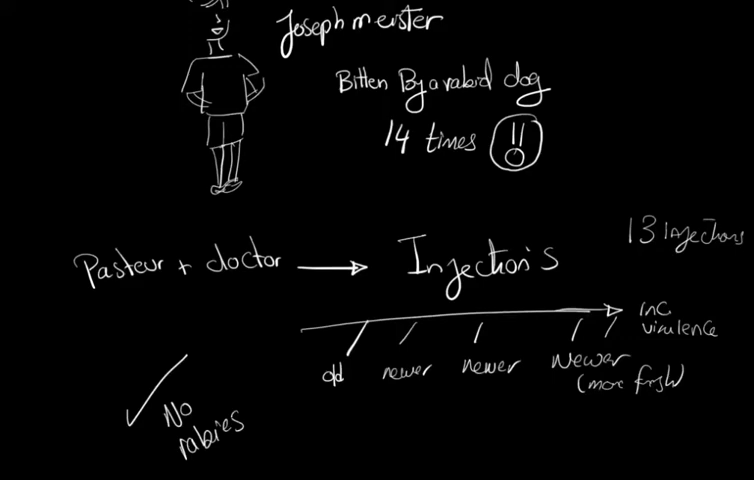 Joseph meister
Bitten By a rabid dog
14 times !!
13 Injections
Pasteur + doctor → Injections
Inc
virulence
old newer newer Newer
(more fresh)
No
rabies